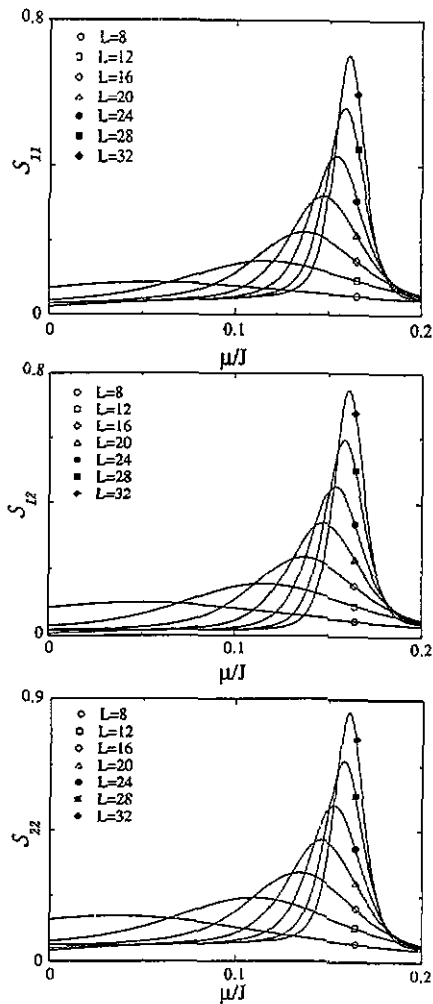 0.8
L=8
L=12
L=16
L=20
L=24
L=28
L=32
S₁₁
0
0 0.1 0.2
μ/J
0.8
L=8
L=12
L=16
L=20
L=24
L=28
L=32
S₁₂
0
0 0.1 0.2
μ/J
0.9
L=8
L=12
L=16
L=20
L=24
L=28
L=32
S₂₂
0
0 0.1 0.2
μ/J